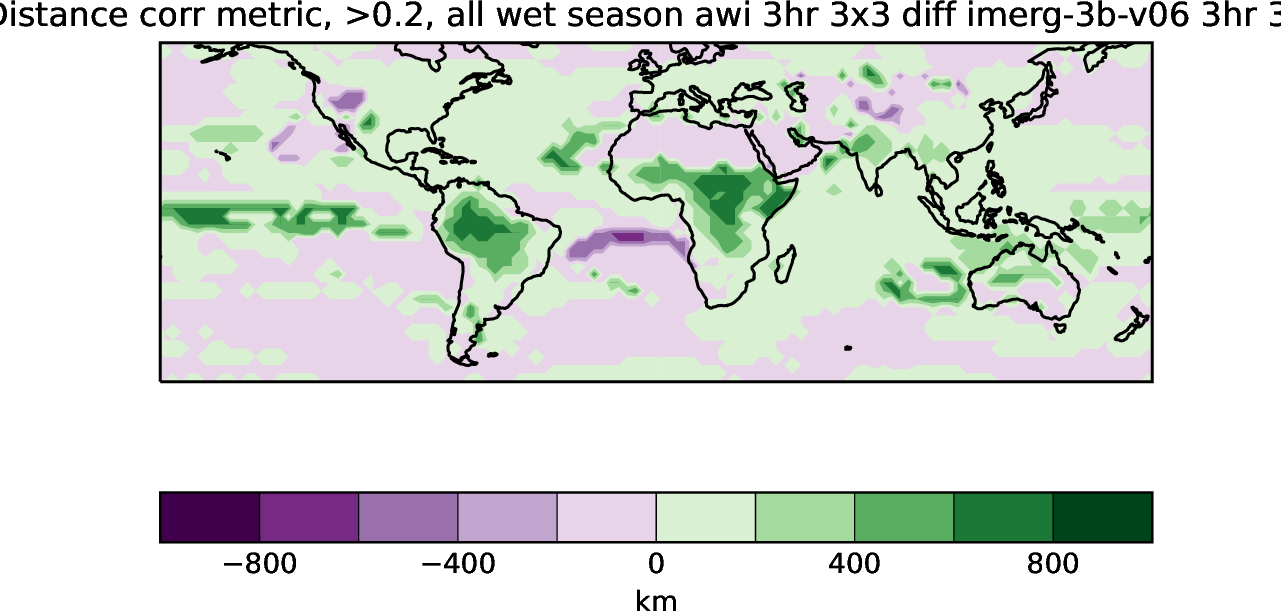 Distance corr metric, >0.2, all wet season awi 3hr 3x3 diff imerg-3b-v06 3hr 3
−800 −400 0 400 800
km